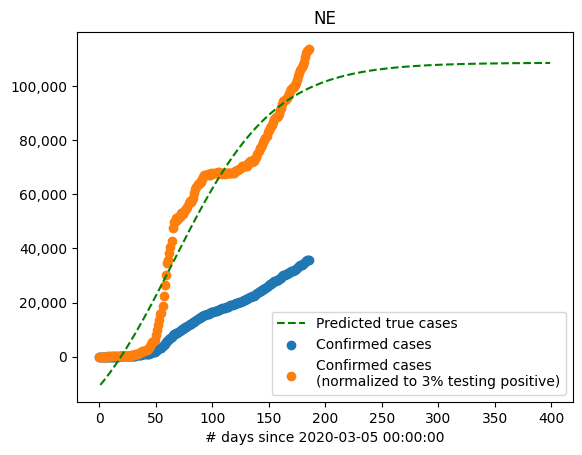 NE
100,000
80,000
60,000
40,000
20,000
0
0 50 100 150 200 250 300 350 400
# days since 2020-03-05 00:00:00
Predicted true cases
Confirmed cases
Confirmed cases
(normalized to 3% testing positive)